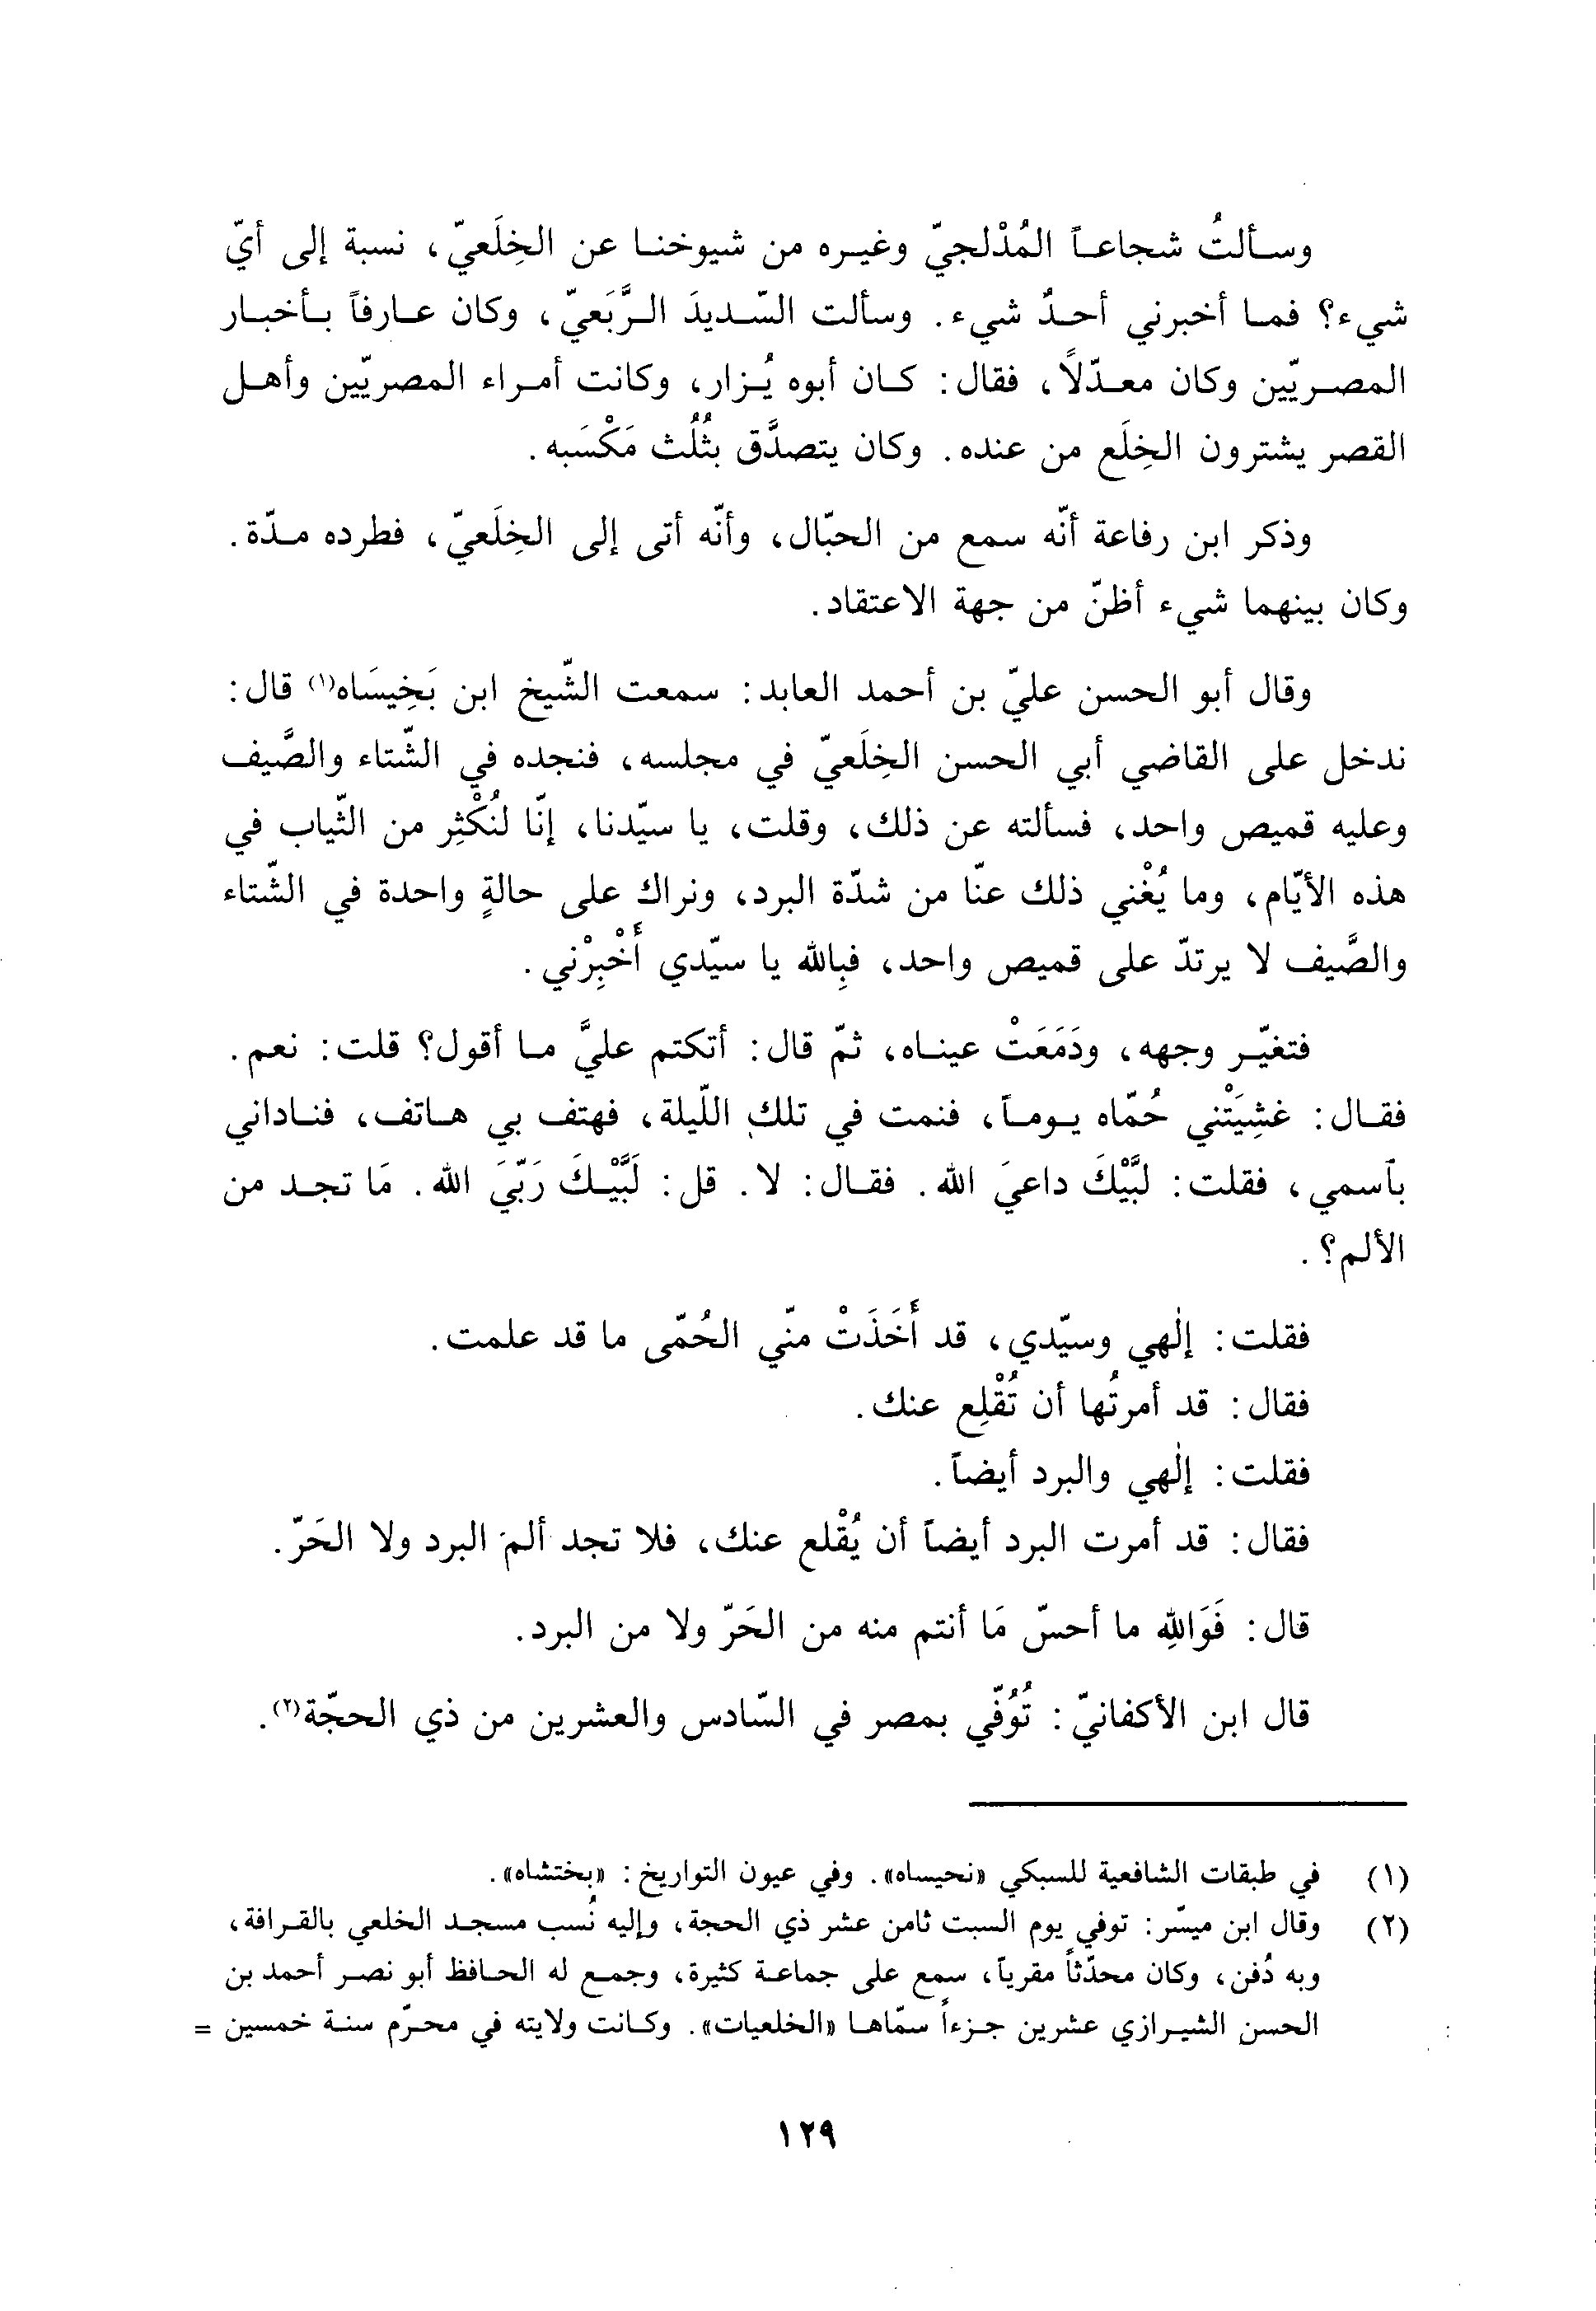 وسألتُ شجاعاً المُدْلجيّ وغيره من شيوخنا عن الخِلَعيّ، نسبة إلى أيّ
شيء؟ فما أخبرني أحدٌ شيء. وسألت السّديدَ الرَّبَعيّ، وكان عارفاً بأخبار
المصريّين وكان معدّلاً، فقال: كان أبوه يُزار، وكانت أمراء المصريّين وأهل
القصر يشترون الخِلَع من عنده. وكان يتصدَّق بثُلُث مَكْسَبه.
وذكر ابن رفاعة أنّه سمع من الحبّال، وأنّه أتى إلى الخِلَعيّ، فطرده مدّة.
وكان بينهما شيء أظنّ من جهة الاعتقاد.
وقال أبو الحسن عليّ بن أحمد العابد: سمعت الشّيخ ابن بَخِيسَاه(١) قال:
ندخل على القاضي أبي الحسن الخِلَعيّ في مجلسه، فنجده في الشّتاء والصَّيف
وعليه قميص واحد، فسألته عن ذلك، وقلت، يا سيّدنا، إنّا لنُكْثِر من الثّياب في
هذه الأيّام، وما يُغْني ذلك عنّا من شدّة البرد، ونراك على حالةٍ واحدة في الشّتاء
والصَّيف لا يرتدّ على قميص واحد، فبِالله يا سيّدي أَخْبِرْني.
فتغيّر وجهه، ودَمَعَتْ عيناه، ثمّ قال: أتكتم عليَّ ما أقول؟ قلت: نعم.
فقال: غشِيَتْني حُمّاه يوماً، فنمت في تلك اللّيلة، فهتف بي هاتف، فناداني
بآسمي، فقلت: لبَّيْكَ داعيَ الله. فقال: لا. قل: لَبَّيْكَ رَبّيَ الله. مَا تجد من
الألم؟.
فقلت: إلٰهي وسيّدي، قد أَخَذَتْ منّي الحُمّى ما قد علمت.
فقال: قد أمرتُها أن تُقْلِع عنك.
فقلت: إلٰهي والبرد أيضاً.
فقال: قد أمرت البرد أيضاً أن يُقْلع عنك، فلا تجد ألمَ البرد ولا الحَرّ.
قال: فَوَاللهِ ما أحسّ مَا أنتم منه من الحَرّ ولا من البرد.
قال ابن الأكفانيّ: تُوُفّي بمصر في السّادس والعشرين من ذي الحجّة(٢).
(١) في طبقات الشافعية للسبكي «نحيساه». وفي عيون التواريخ: «بختشاه».
(٢) وقال ابن ميسّر: توفي يوم السبت ثامن عشر ذي الحجة، وإليه نُسب مسجد الخلعي بالقرافة،
وبه دُفن، وكان محدّثاً مقرياً، سمع على جماعة كثيرة، وجمع له الحافظ أبو نصر أحمد بن
الحسن الشيرازي عشرين جزءاً سمّاها «الخلعيات». وكانت ولايته في محرّم سنة خمسين =
١٢٩